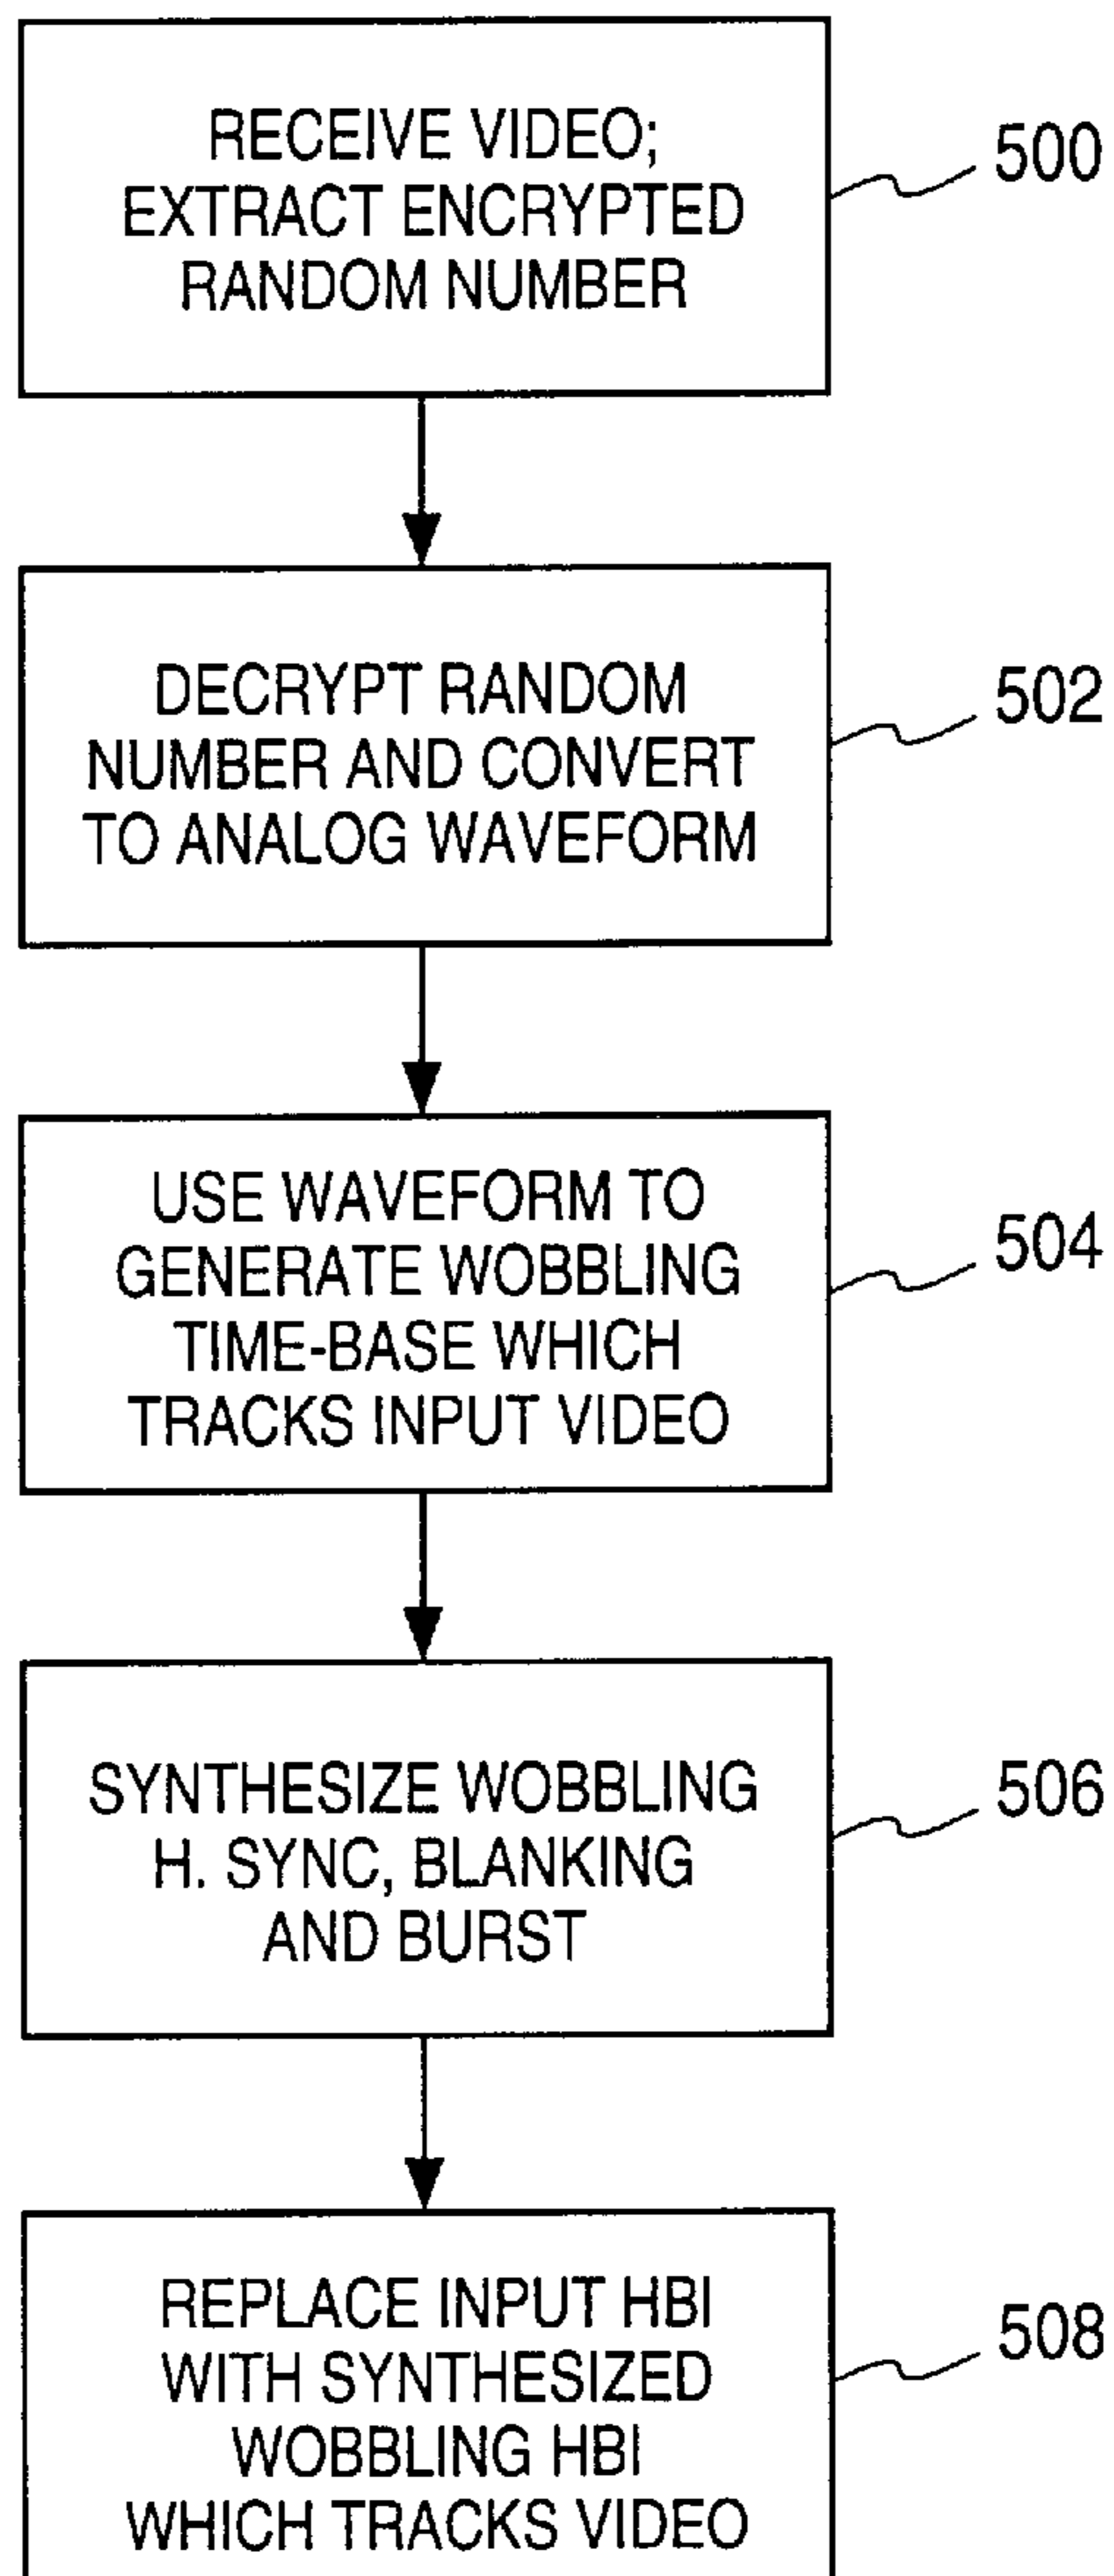 RECEIVE VIDEO;
EXTRACT ENCRYPTED
RANDOM NUMBER
500
DECRYPT RANDOM
NUMBER AND CONVERT
TO ANALOG WAVEFORM
502
USE WAVEFORM TO
GENERATE WOBBLING
TIME-BASE WHICH
TRACKS INPUT VIDEO
504
SYNTHESIZE WOBBLING
H. SYNC, BLANKING
AND BURST
506
REPLACE INPUT HBI
WITH SYNTHESIZED
WOBBLING HBI
WHICH TRACKS VIDEO
508